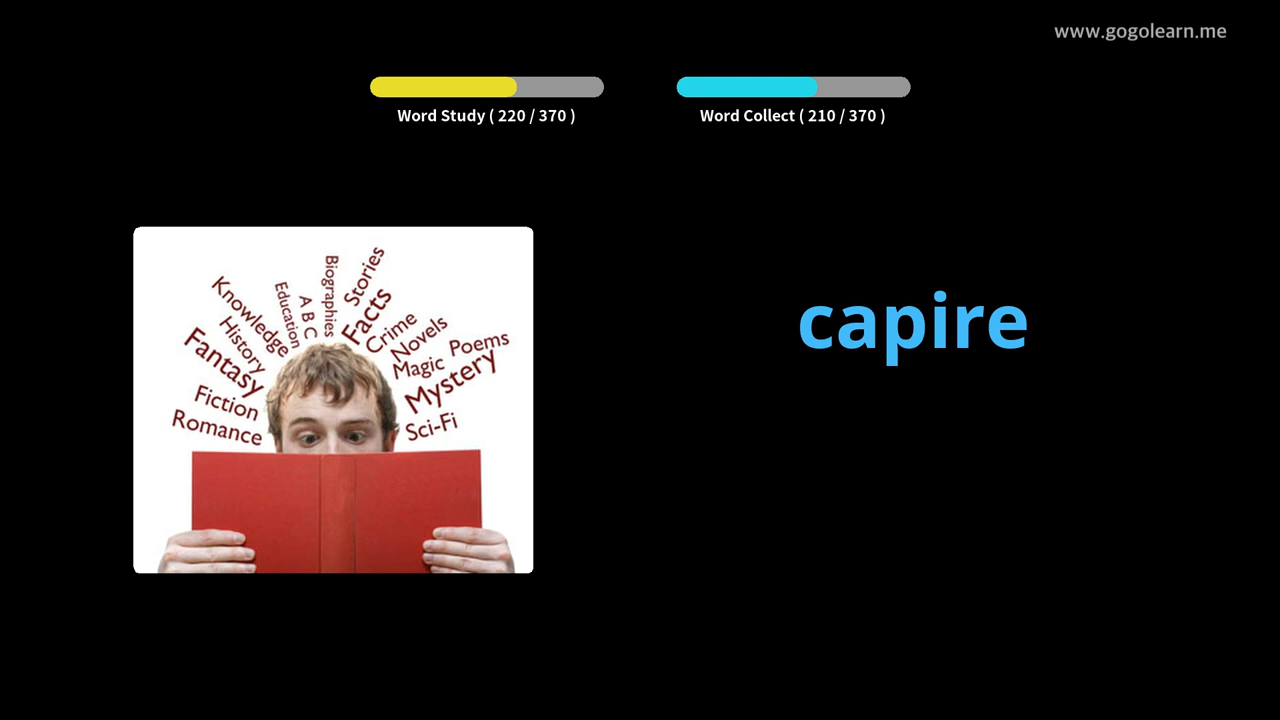 www.gogolearn.me
Word Study ( 220 / 370 )
Word Collect ( 210 / 370 )
Knowledge
Education
A B C
Biographies
Stories
Facts
History
Crime
Novels
Fantasy
Magic
Poems
Fiction
Mystery
Romance
Sci-Fi
capire